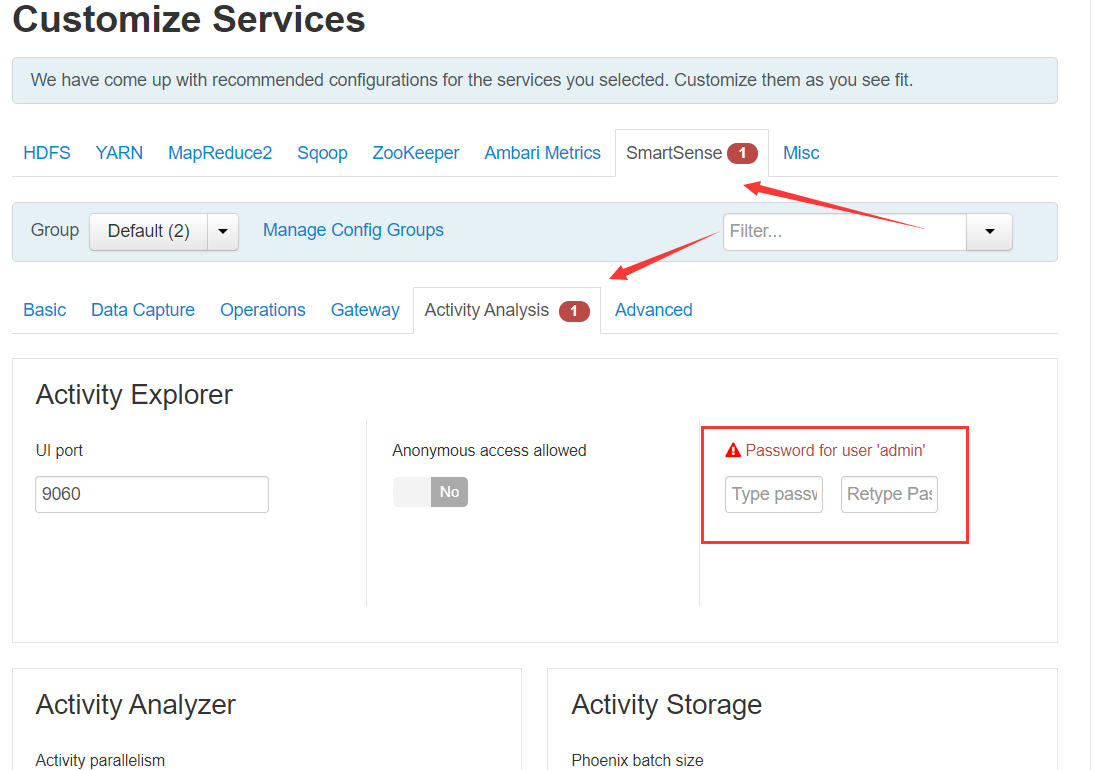 Customize Services
We have come up with recommended configurations for the services you selected. Customize them as you see fit.
HDFS YARN MapReduce2 Sqoop ZooKeeper Ambari Metrics SmartSense 1 Misc
Group Default (2) Manage Config Groups Filter...
Basic Data Capture Operations Gateway Activity Analysis 1 Advanced
Activity Explorer
UI port Anonymous access allowed Password for user 'admin'
9060 No Type passw Retype Pas
Activity Analyzer Activity Storage
Activity parallelism Phoenix batch size